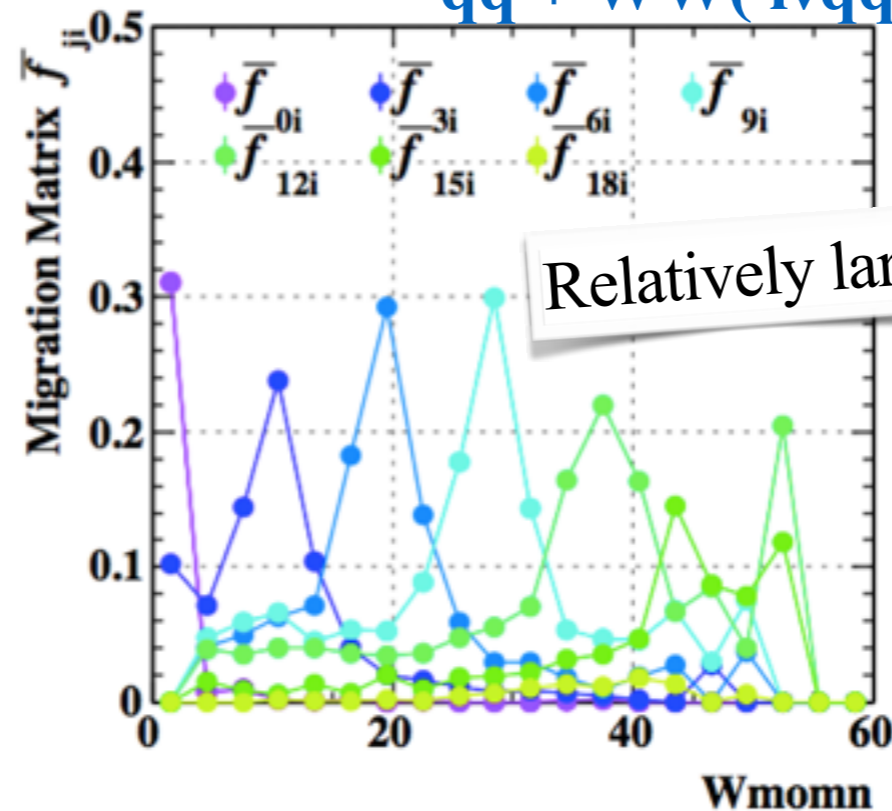 0.5
Migration Matrix f̅ ji
f̅ 0i f̅ 3i f̅ 6i f̅ 9i
f̅ 12i f̅ 15i f̅ 18i
0.4
Relatively
0.3
0.2
0.1
0
0 20 40 60
Wmomn